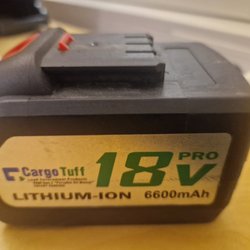 CargoTuff
18V PRO
LITHIUM-ION 6600mAh